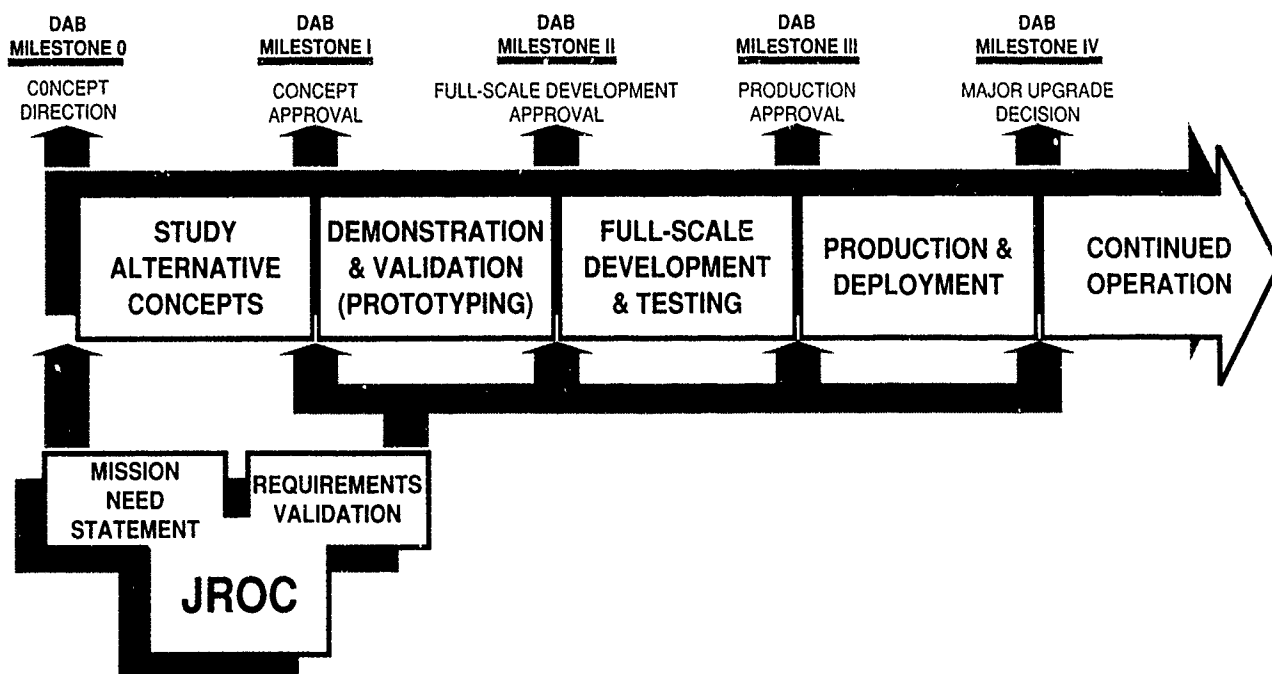 DAB
MILESTONE 0
CONCEPT
DIRECTION
DAB
MILESTONE I
CONCEPT
APPROVAL
DAB
MILESTONE II
FULL-SCALE DEVELOPMENT
APPROVAL
DAB
MILESTONE III
PRODUCTION
APPROVAL
DAB
MILESTONE IV
MAJOR UPGRADE
DECISION
STUDY
ALTERNATIVE
CONCEPTS
DEMONSTRATION
& VALIDATION
(PROTOTYPING)
FULL-SCALE
DEVELOPMENT
& TESTING
PRODUCTION &
DEPLOYMENT
CONTINUED
OPERATION
MISSION
NEED
STATEMENT
REQUIREMENTS
VALIDATION
JROC